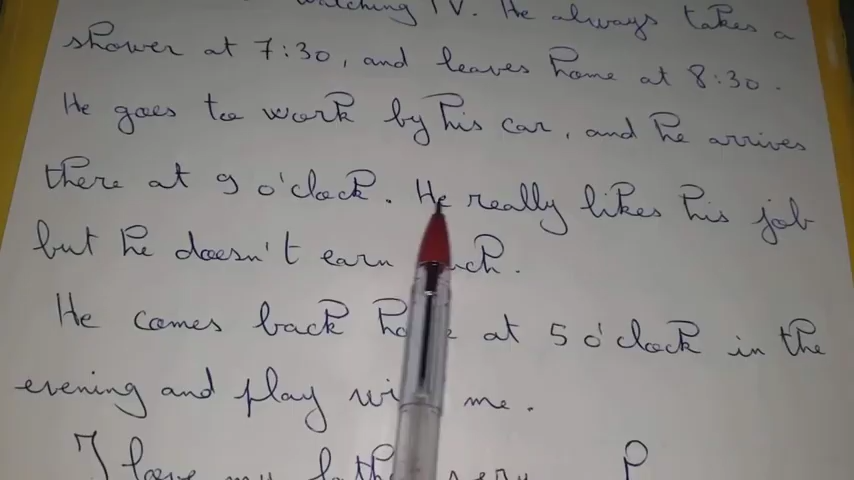 watching TV. He always takes a
shower at 7:30, and leaves home at 8:30.
He goes to work by his car, and he arrives
there at 9 o'clock. He really likes his job
but he doesn't earn
He comes back at 5 o'clock in the
evening and play me.
I love my